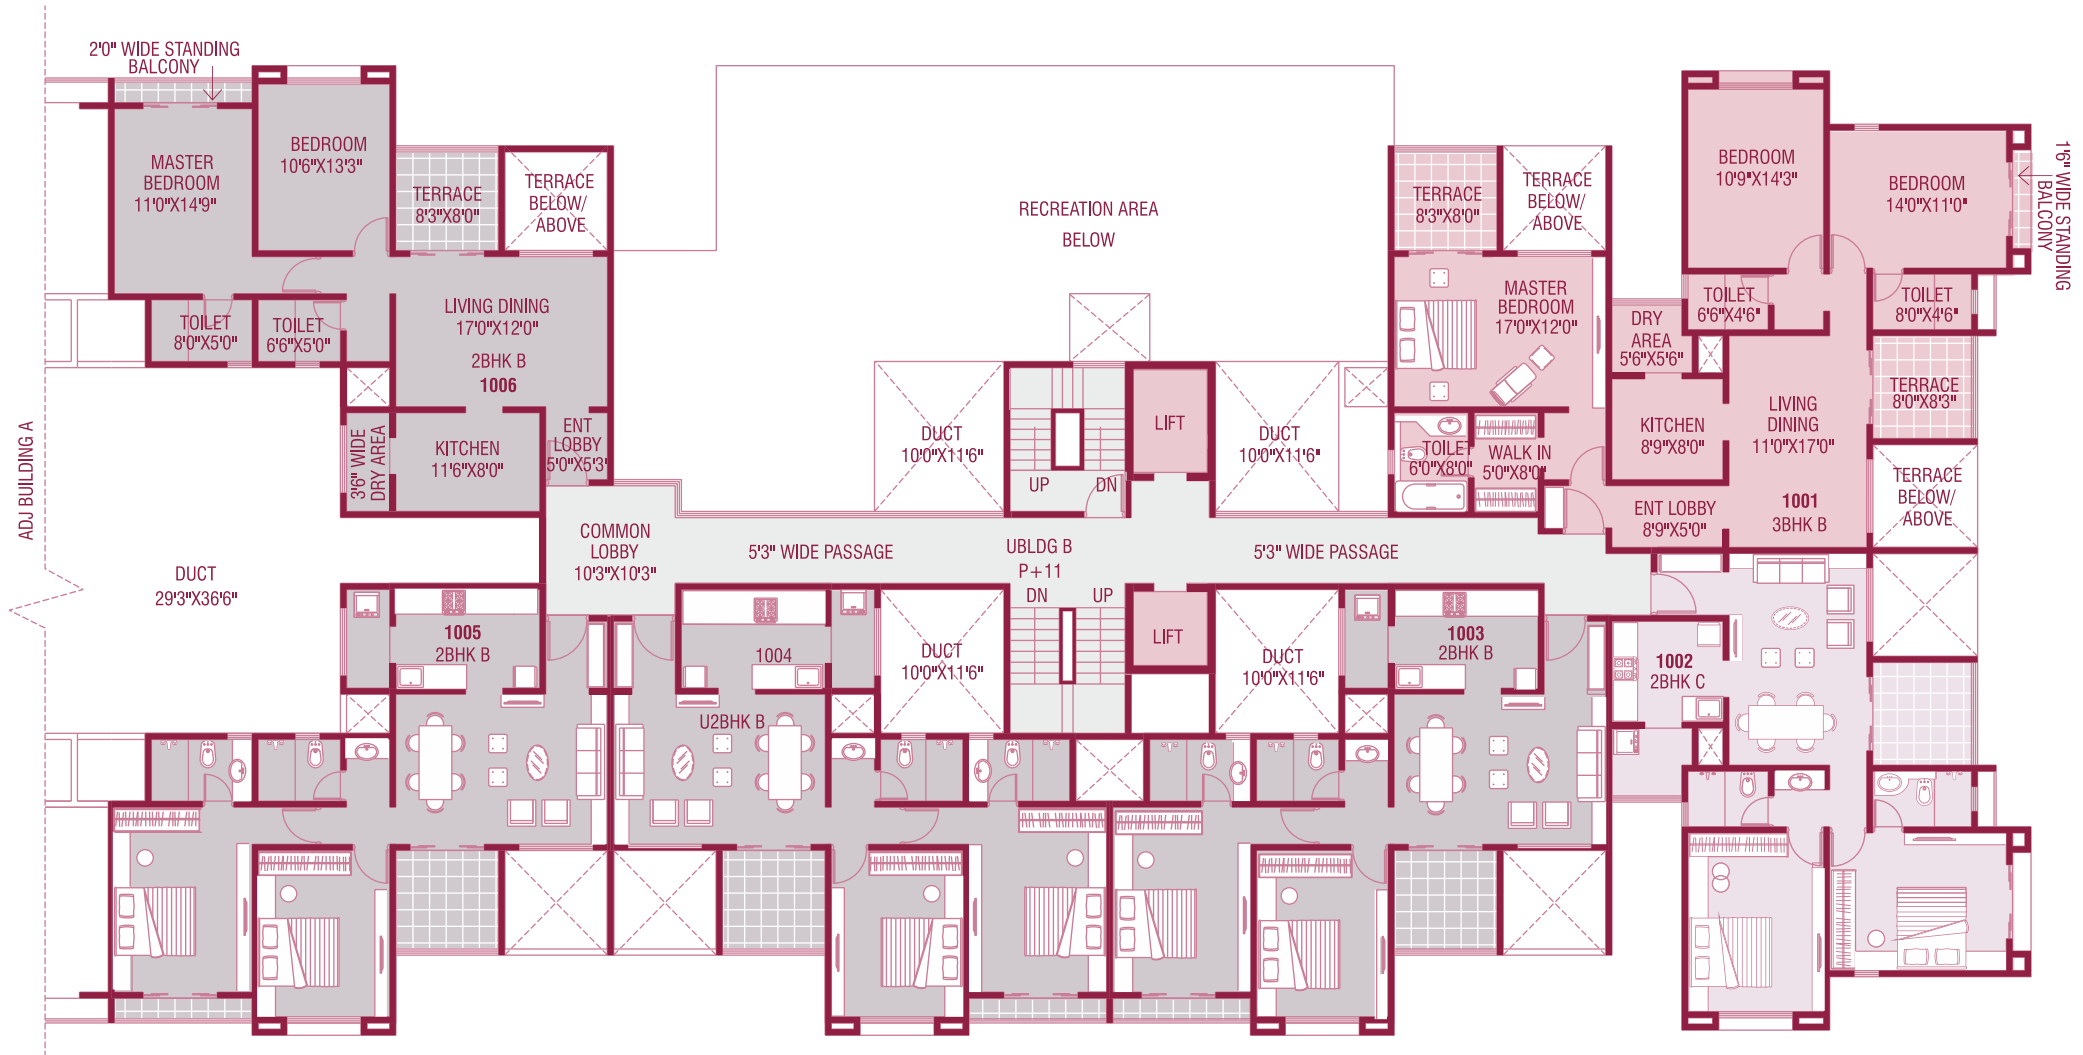 2'0" WIDE STANDING
BALCONY
MASTER
BEDROOM
11'0"X14'9"
BEDROOM
10'6"X13'3"
TERRACE
8'3"X8'0"
TERRACE
BELOW/
ABOVE
TOILET
8'0"X5'0"
TOILET
6'6"X5'0"
LIVING DINING
17'0"X12'0"
2BHK B
1006
3'6" WIDE
DRY AREA
KITCHEN
11'6"X8'0"
ENT
LOBBY
5'0"X5'3"
ADJ BUILDING A
DUCT
29'3"X36'6"
RECREATION AREA
BELOW
DUCT
10'0"X11'6"
UP
DN
LIFT
DUCT
10'0"X11'6"
COMMON
LOBBY
10'3"X10'3"
5'3" WIDE PASSAGE
UBLDG B
P+11
5'3" WIDE PASSAGE
DN
UP
LIFT
DUCT
10'0"X11'6"
DUCT
10'0"X11'6"
TERRACE
8'3"X8'0"
TERRACE
BELOW/
ABOVE
MASTER
BEDROOM
17'0"X12'0"
TOILET
6'0"X8'0"
WALK IN
5'0"X8'0"
BEDROOM
10'9"X14'3"
BEDROOM
14'0"X11'0"
1'6" WIDE STANDING
BALCONY
TOILET
6'6"X4'6"
TOILET
8'0"X4'6"
DRY
AREA
5'6"X5'6"
TERRACE
8'0"X8'3"
KITCHEN
8'9"X8'0"
LIVING
DINING
11'0"X17'0"
ENT LOBBY
8'9"X5'0"
1001
3BHK B
TERRACE
BELOW/
ABOVE
1005
2BHK B
1004
U2BHK B
1003
2BHK B
1002
2BHK C